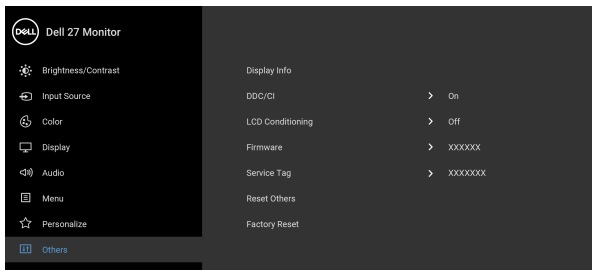 DELL Dell 27 Monitor
Brightness/Contrast Display Info
Input Source DDC/CI On
Color LCD Conditioning Off
Display Firmware XXXXXX
Audio Service Tag XXXXXXX
Menu Reset Others
Personalize Factory Reset
Others